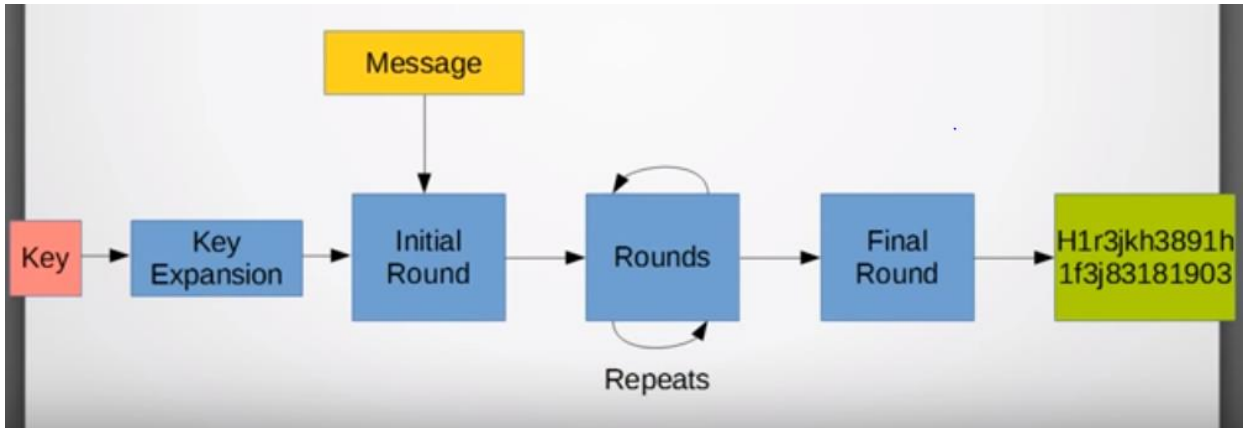 Message
Key
Key
Expansion
Initial
Round
Rounds
Final
Round
H1r3jkh3891h
1f3j83181903
Repeats